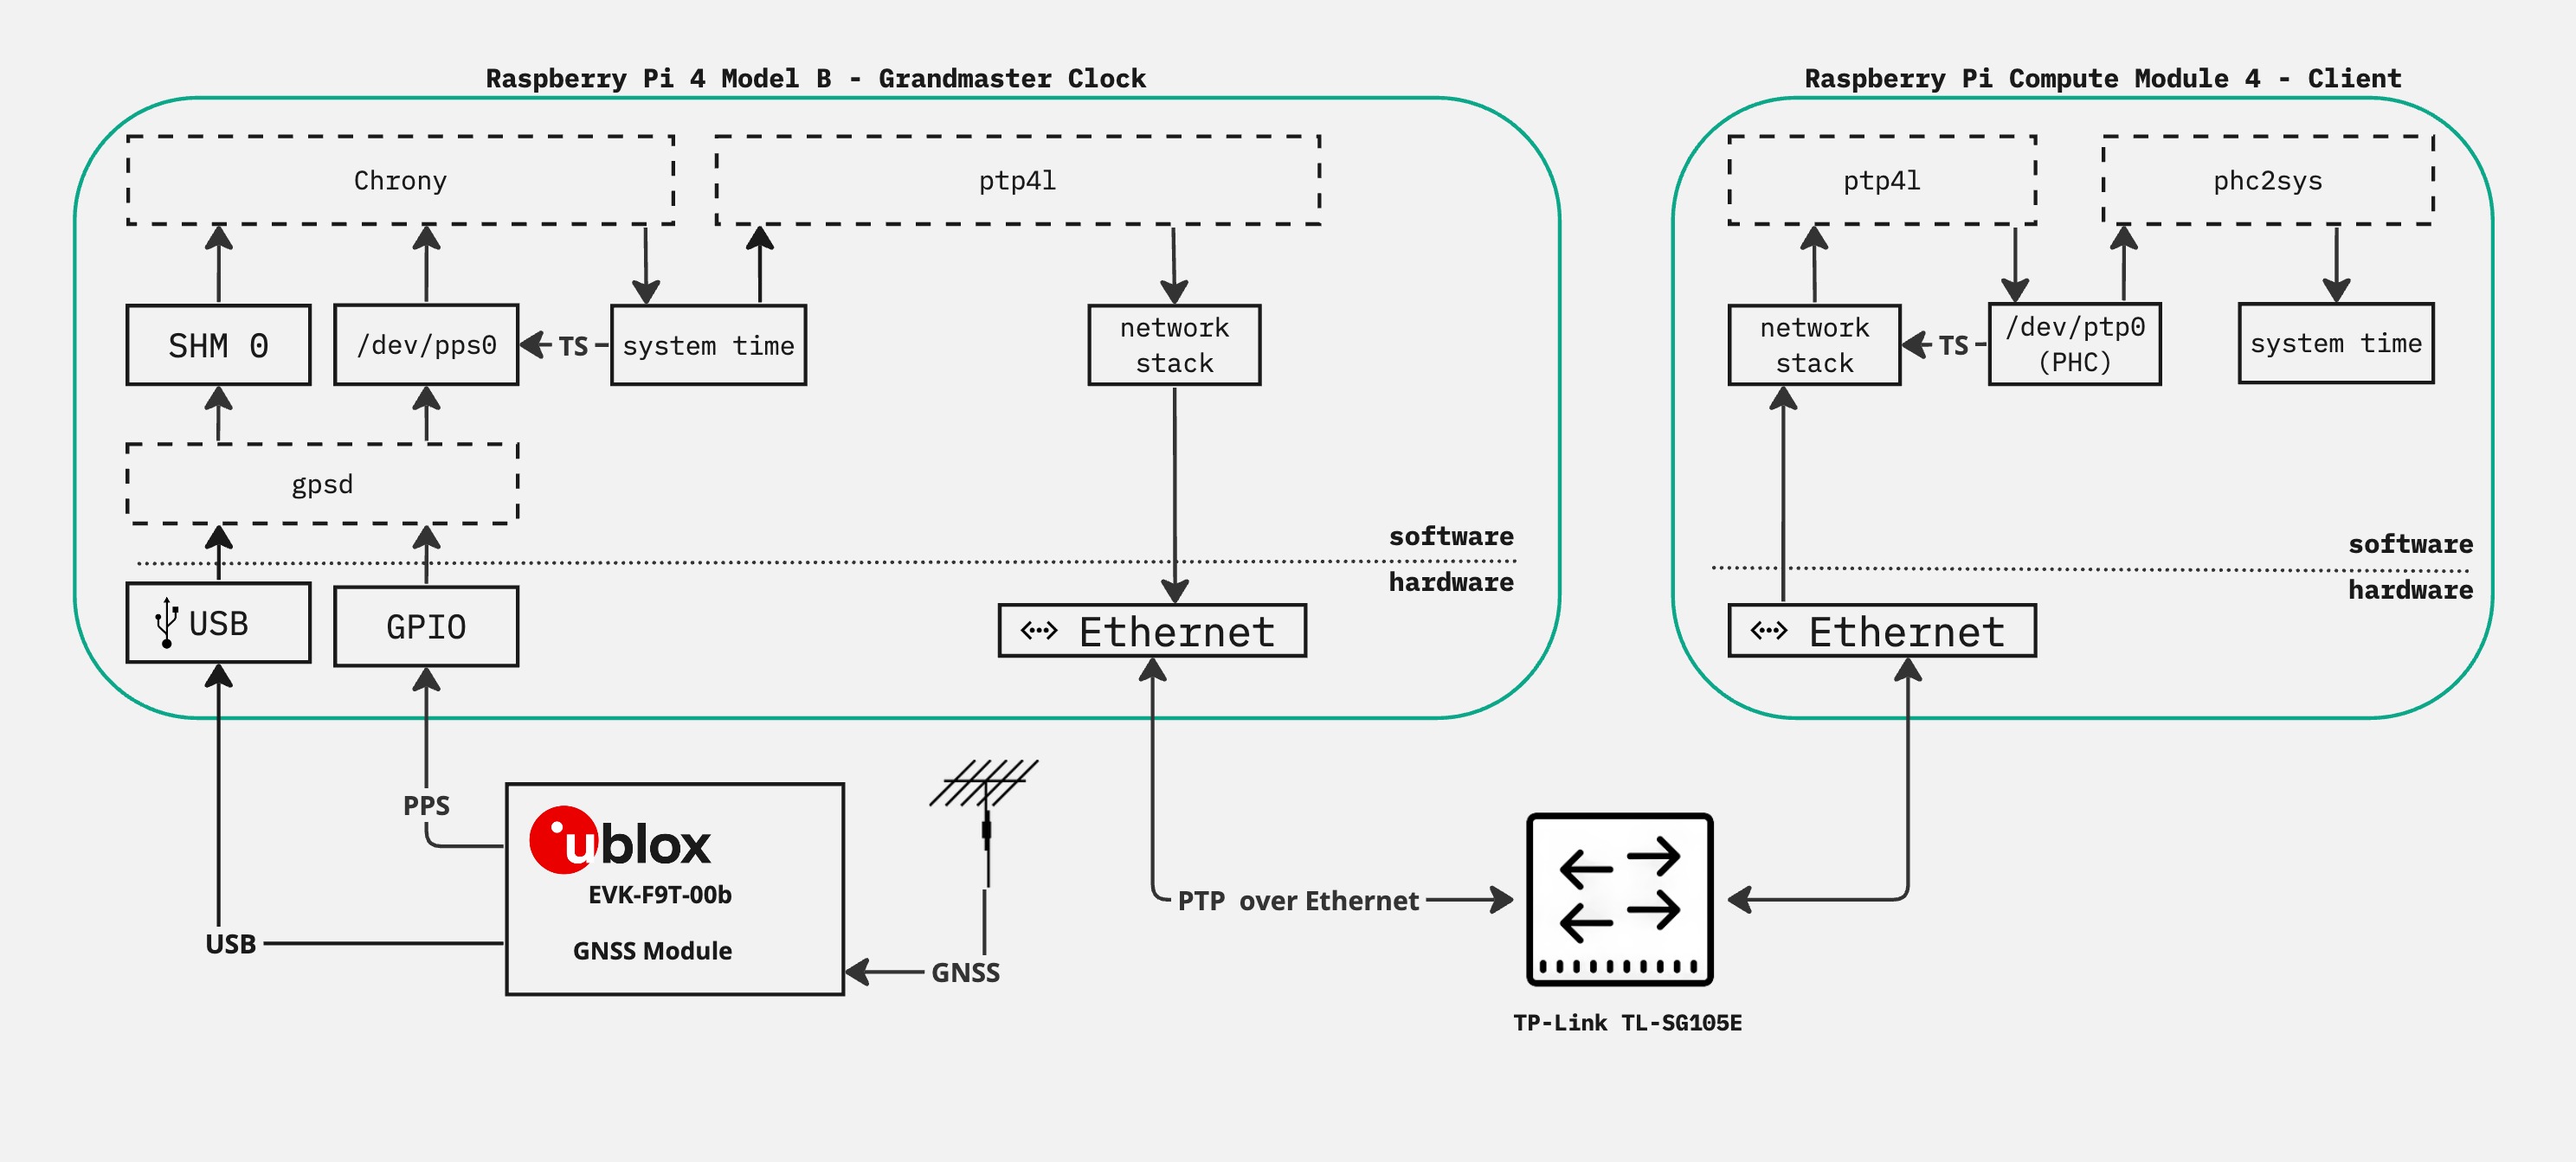 Raspberry Pi 4 Model B - Grandmaster Clock
Chrony
ptp4l
SHM 0
/dev/pps0
TS
system time
network
stack
gpsd
software
hardware
USB
GPIO
Ethernet
Raspberry Pi Compute Module 4 - Client
ptp4l
phc2sys
network
stack
TS
/dev/ptp0
(PHC)
system time
software
hardware
Ethernet
PPS
ublox
EVK-F9T-00b
GNSS Module
USB
GNSS
PTP over Ethernet
TP-Link TL-SG105E